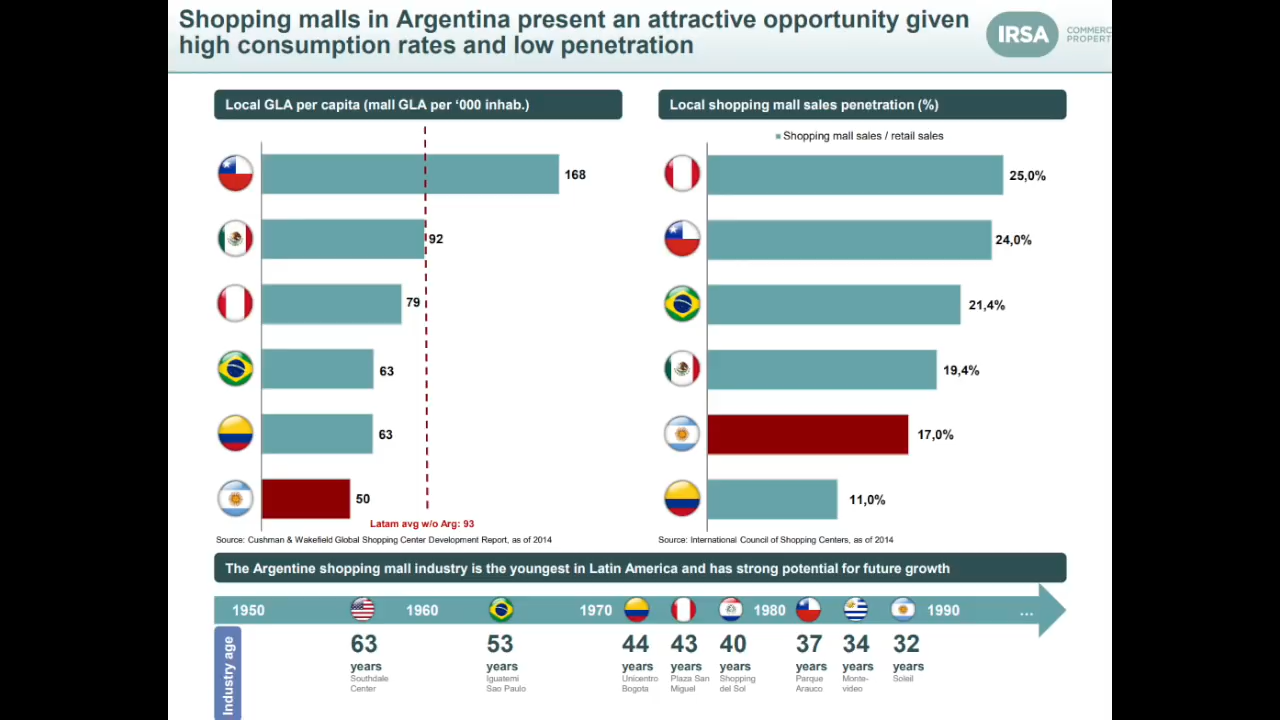 Shopping malls in Argentina present an attractive opportunity given
high consumption rates and low penetration
IRSA
COMMERC
PROPERT
Local GLA per capita (mall GLA per ‘000 inhab.)
168
92
79
63
63
50
Latam avg w/o Arg: 93
Source: Cushman & Wakefield Global Shopping Center Development Report, as of 2014
Local shopping mall sales penetration (%)
Shopping mall sales / retail sales
25,0%
24,0%
21,4%
19,4%
17,0%
11,0%
Source: International Council of Shopping Centers, as of 2014
The Argentine shopping mall industry is the youngest in Latin America and has strong potential for future growth
1950 1960 1970 1980 1990 ...
Industry age
63
years
Southdale
Center
53
years
Iguatemi
Sao Paulo
44
years
Unicentro
Bogota
43
years
Plaza San
Miguel
40
years
Shopping
del Sol
37
years
Parque
Arauco
34
years
Monte-
video
32
years
Soleil